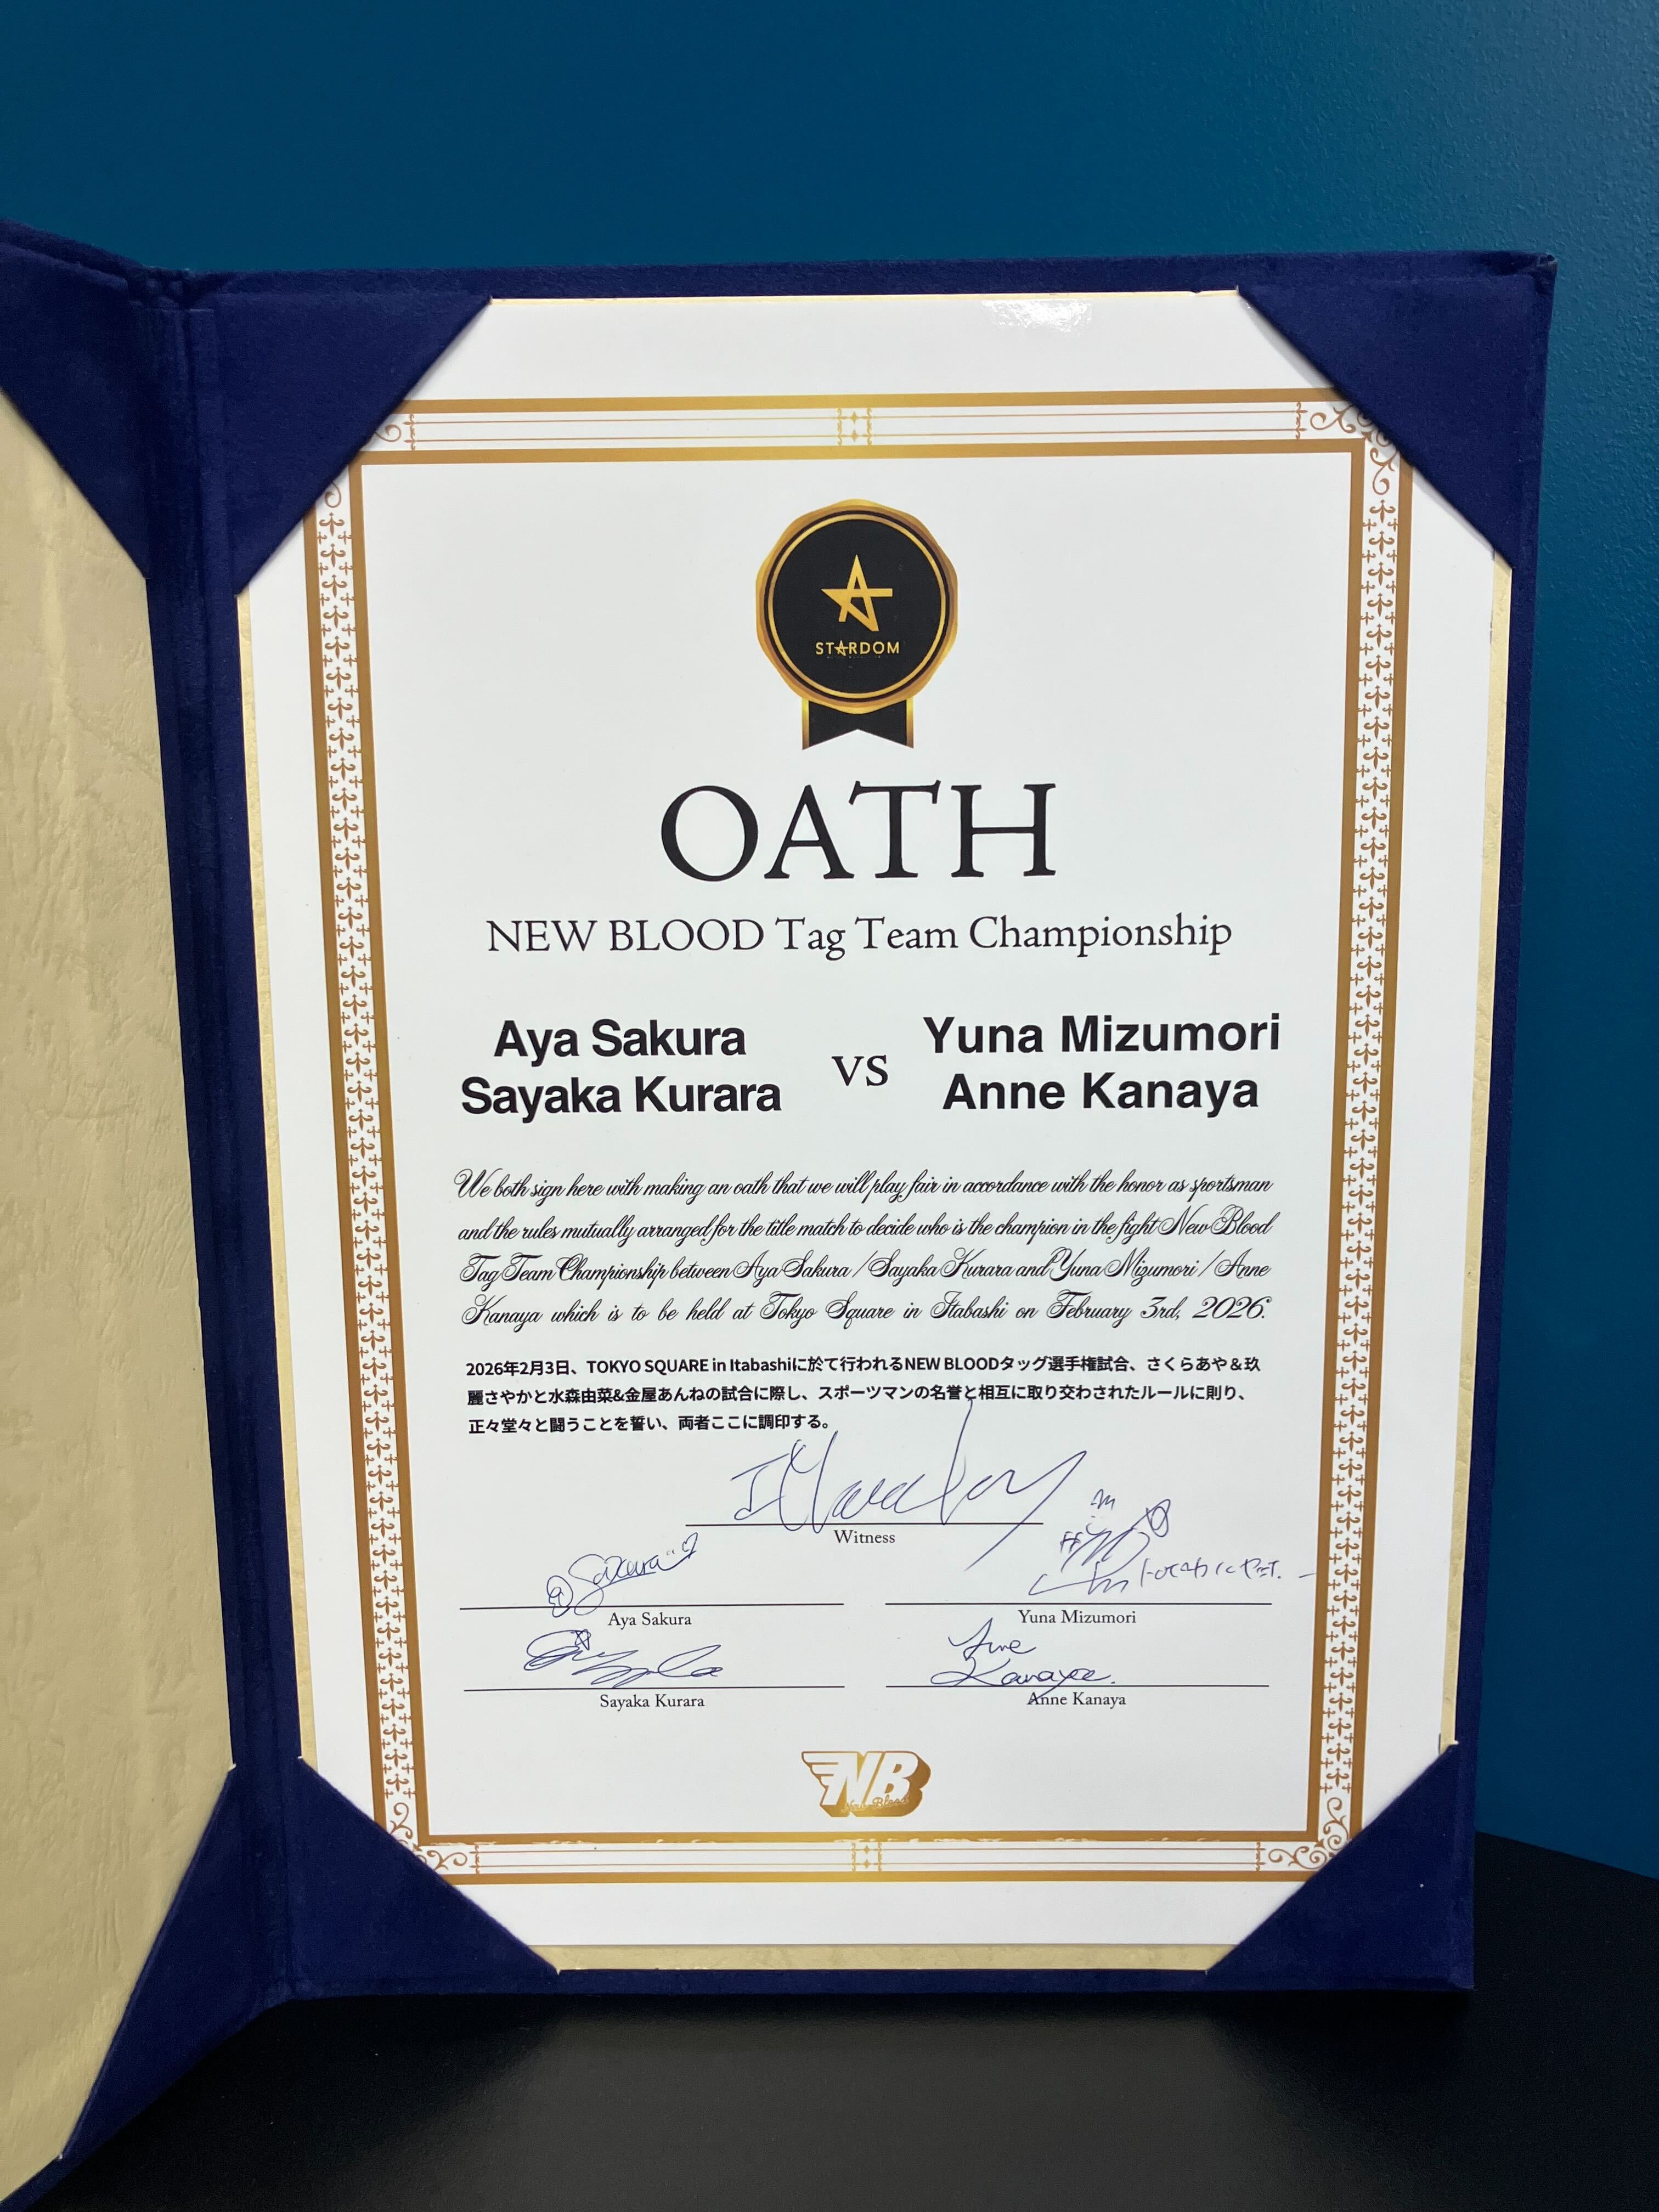 STARDOM
OATH
NEW BLOOD Tag Team Championship
Aya Sakura
Sayaka Kurara
vs
Yuna Mizumori
Anne Kanaya
We both sign here with making an oath that we will play fair in accordance with the honor as sportsman
and the rules mutually arranged for the title match to decide who is the champion in the fight New Blood
Tag Team Championship between Aya Sakura / Sayaka Kurara and Yuna Mizumori / Anne
Kanaya which is to be held at Tokyo Square in Itabashi on February 3rd, 2026.
2026年2月3日、TOKYO SQUARE in Itabashiに於て行われるNEW BLOODタッグ選手権試合、さくらあや＆玖
麗さやかと水森由菜&金屋あんねの試合に際し、スポーツマンの名誉と相互に取り交わされたルールに則り、
正々堂々と闘うことを誓い、両者ここに調印する。
Witness
Sakura
Aya Sakura
Yuna Mizumori
Anne
Kanaya.
Sayaka Kurara
Anne Kanaya
NB
New Blood